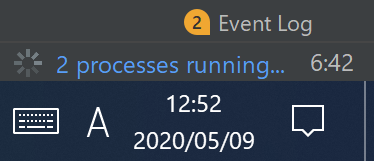 2 Event Log
2 processes running... 6:42
A 12:52
2020/05/09